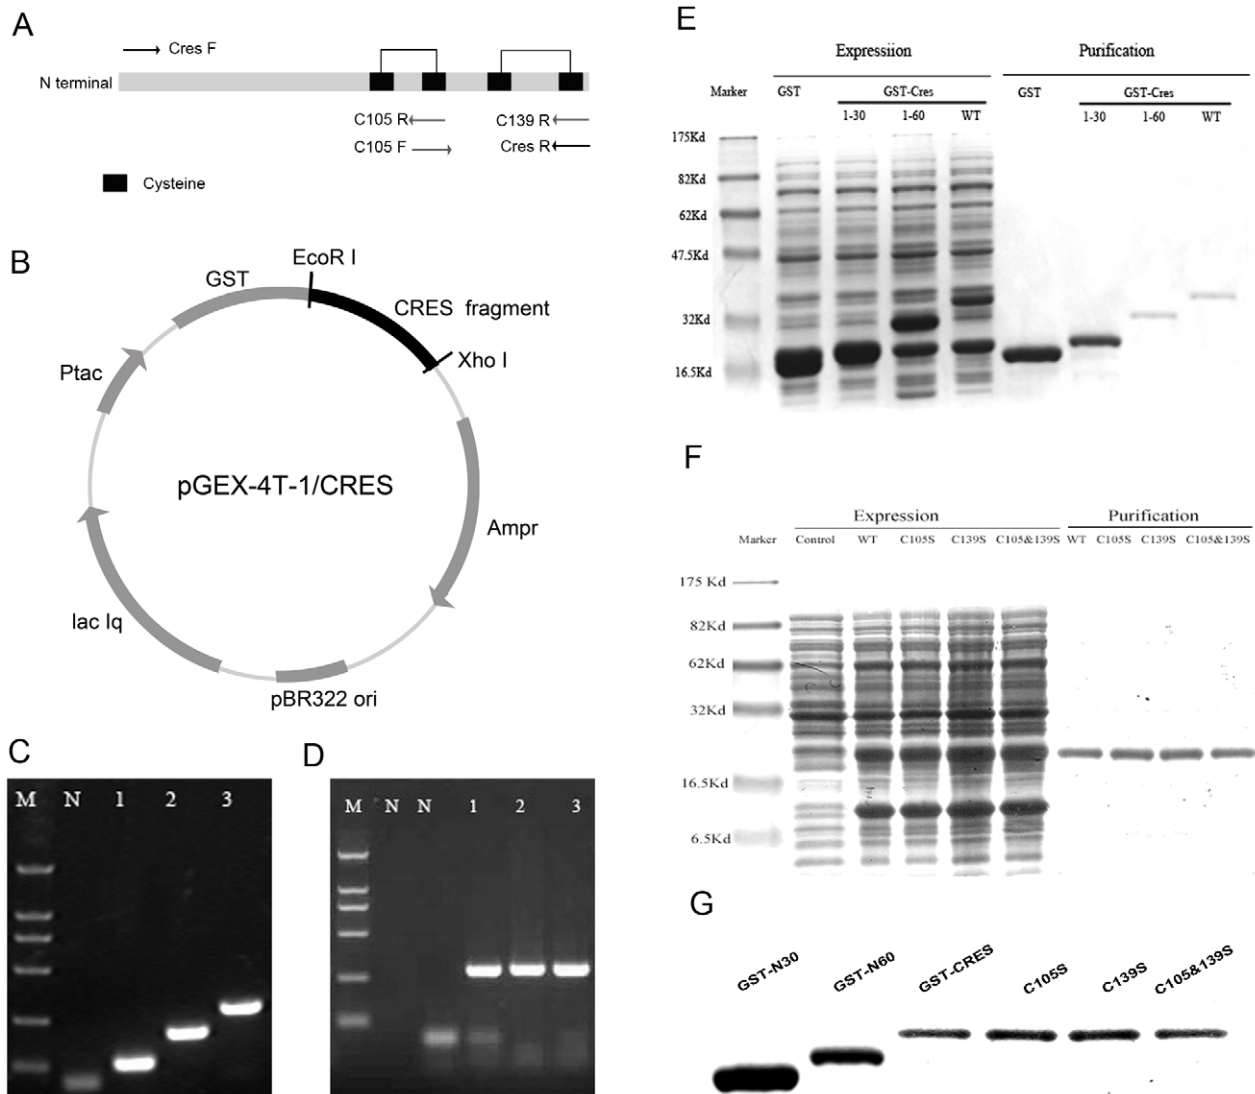 A
Cres F
N terminal
C105 R
C139 R
C105 F
Cres R
Cysteine
B
EcoR I
GST
CRES fragment
Xho I
Ptac
pGEX-4T-1/CRES
Ampr
lac Iq
pBR322 ori
C
M N 1 2 3
D
M N N 1 2 3
E
Expressiion
Purification
Marker
GST
GST-Cres
GST
GST-Cres
1-30 1-60 WT
1-30 1-60 WT
175Kd
82Kd
62Kd
47.5Kd
32Kd
16.5Kd
F
Expression
Purification
Marker Control WT C105S C139S C105&139S WT C105S C139S C105&139S
175 Kd
82Kd
62Kd
32Kd
16.5Kd
6.5Kd
G
GST-N30 GST-N60 GST-CRES C105S C139S C105&139S